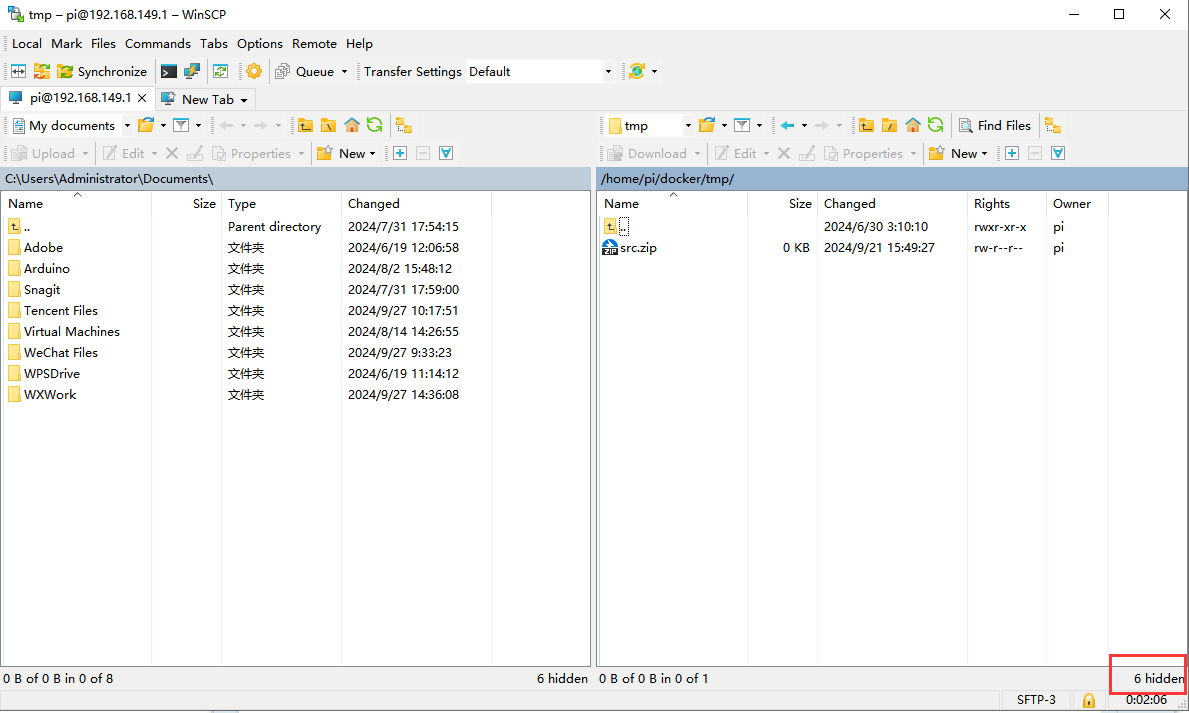 tmp – pi@192.168.149.1 – WinSCP
Local Mark Files Commands Tabs Options Remote Help
Synchronize Queue Transfer Settings Default
pi@192.168.149.1 New Tab
My documents tmp Find Files
Upload Edit Properties New Download Edit Properties New
C:\Users\Administrator\Documents\ /home/pi/docker/tmp/
Name Size Type Changed Name Size Changed Rights Owner
.. Parent directory 2024/7/31 17:54:15 .. 2024/6/30 3:10:10 rwxr-xr-x pi
Adobe 文件夹 2024/6/19 12:06:58 src.zip 0 KB 2024/9/21 15:49:27 rw-r--r-- pi
Arduino 文件夹 2024/8/2 15:48:12
Snagit 文件夹 2024/7/31 17:59:00
Tencent Files 文件夹 2024/9/27 10:17:51
Virtual Machines 文件夹 2024/8/14 14:26:55
WeChat Files 文件夹 2024/9/27 9:33:23
WPSDrive 文件夹 2024/6/19 11:14:12
WXWork 文件夹 2024/9/27 14:36:08
0 B of 0 B in 0 of 8 6 hidden 0 B of 0 B in 0 of 1 6 hidden
SFTP-3 0:02:06